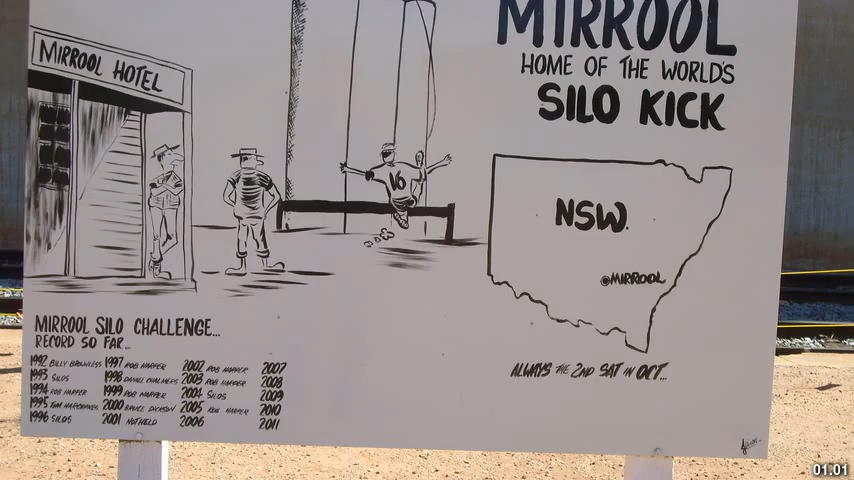 MIRROOL
HOME OF THE WORLD'S
SILO KICK
MIRROOL HOTEL
16
NSW.
@MIRROOL
ALWAYS THE 2ND SAT IN OCT...
MIRROOL SILO CHALLENGE...
RECORD SO FAR...
1992 BILLY BROWNLESS 1997 ROB HARPER 2002 ROB HARPER 2007
1993 SILOS 1998 DANIEL CHALMERS 2003 ROB HARPER 2008
1994 ROB HARPER 1999 ROB HARPER 2004 SILOS 2009
1995 TOM 2000 BRUCE DICKSON 2005 ROB HARPER 2010
1996 SILOS 2001 NOT HELD 2006 2011
01.01